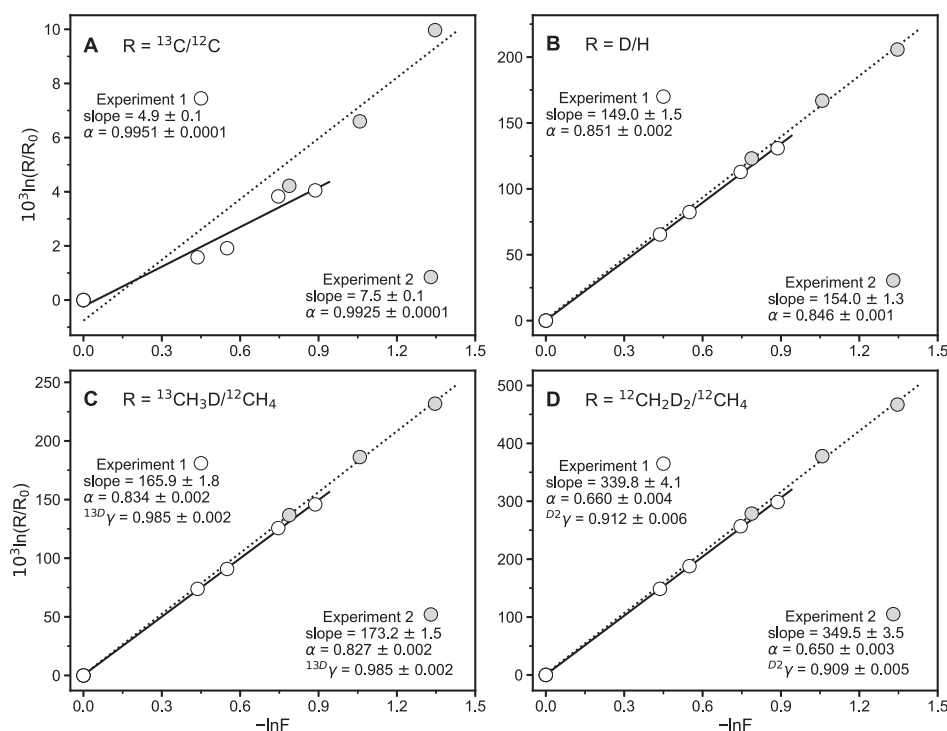 A R = ¹³C/¹²C
10
8
6
4
2
0
10³ln(R/R₀)
Experiment 1
slope = 4.9 ± 0.1
α = 0.9951 ± 0.0001
Experiment 2
slope = 7.5 ± 0.1
α = 0.9925 ± 0.0001
0.0 0.3 0.6 0.9 1.2 1.5
B R = D/H
200
150
100
50
0
Experiment 1
slope = 149.0 ± 1.5
α = 0.851 ± 0.002
Experiment 2
slope = 154.0 ± 1.3
α = 0.846 ± 0.001
0.0 0.3 0.6 0.9 1.2 1.5
C R = ¹³CH₃D/¹²CH₄
250
200
150
100
50
0
10³ln(R/R₀)
Experiment 1
slope = 165.9 ± 1.8
α = 0.834 ± 0.002
¹³ᴰγ = 0.985 ± 0.002
Experiment 2
slope = 173.2 ± 1.5
α = 0.827 ± 0.002
¹³ᴰγ = 0.985 ± 0.002
0.0 0.3 0.6 0.9 1.2 1.5
−lnF
D R = ¹²CH₂D₂/¹²CH₄
500
400
300
200
100
0
Experiment 1
slope = 339.8 ± 4.1
α = 0.660 ± 0.004
ᴰ²γ = 0.912 ± 0.006
Experiment 2
slope = 349.5 ± 3.5
α = 0.650 ± 0.003
ᴰ²γ = 0.909 ± 0.005
0.0 0.3 0.6 0.9 1.2 1.5
−lnF